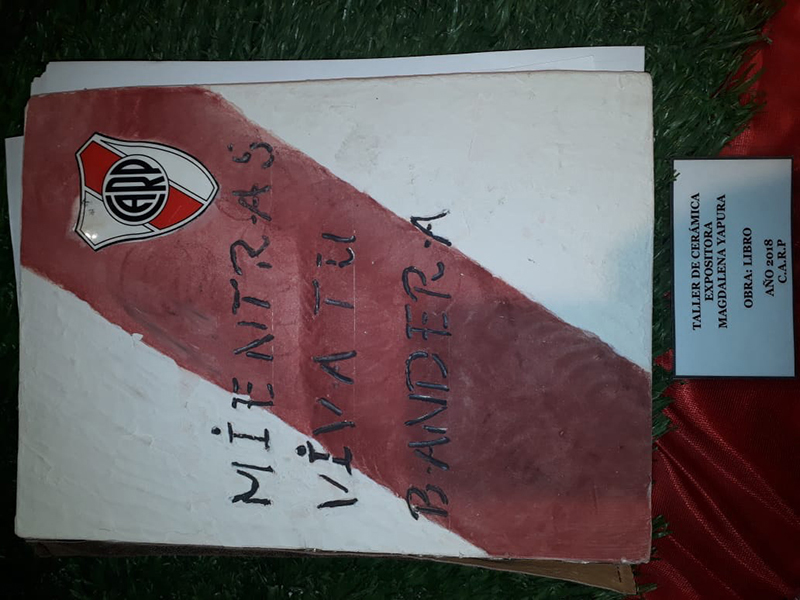 CARP
MIENTRAS
VIVA TU
BANDERA
TALLER DE CERÁMICA
EXPOSITORA
MAGDALENA YAPURA
OBRA: LIBRO
AÑO 2018
C.A.R.P